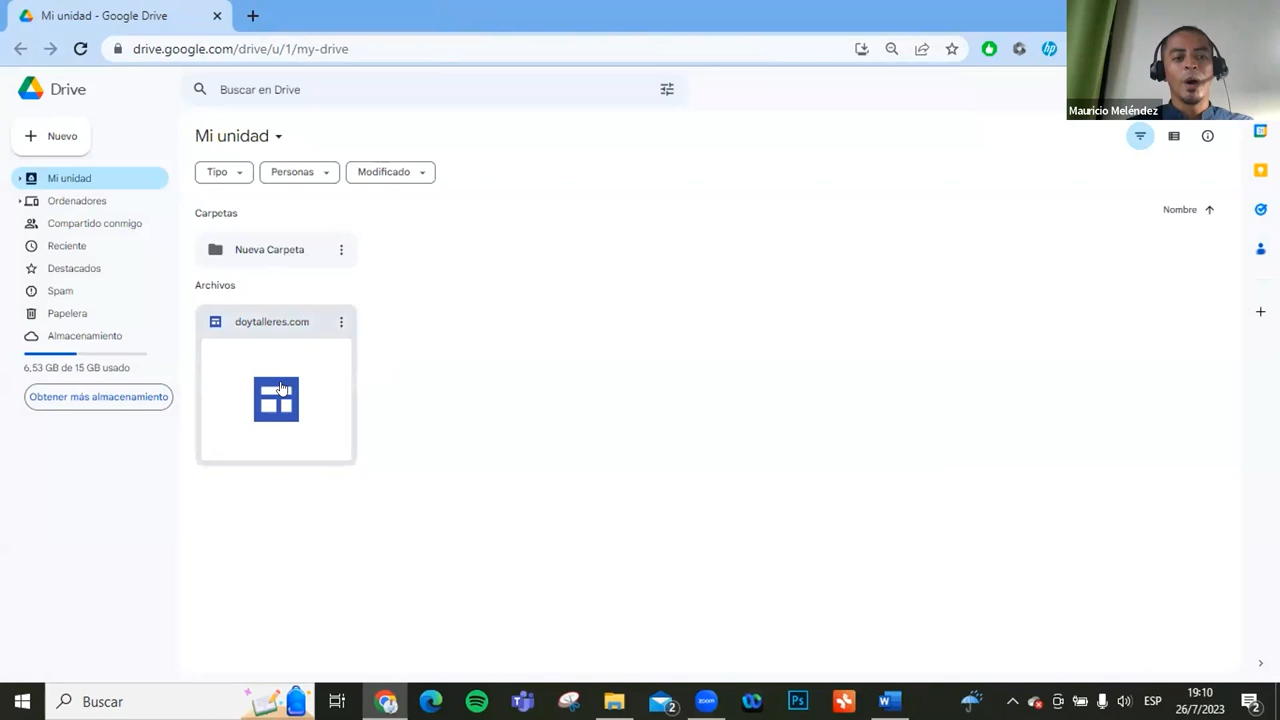 Mi unidad - Google Drive
drive.google.com/drive/u/1/my-drive
Mauricio Meléndez
Drive
Buscar en Drive
Nuevo
Mi unidad
Tipo
Personas
Modificado
Mi unidad
Ordenadores
Compartido conmigo
Reciente
Destacados
Spam
Papelera
Almacenamiento
6,53 GB de 15 GB usado
Obtener más almacenamiento
Carpetas
Nombre
Nueva Carpeta
Archivos
doytalleres.com
Buscar
2
zoom
ESP
19:10
26/7/2023
2